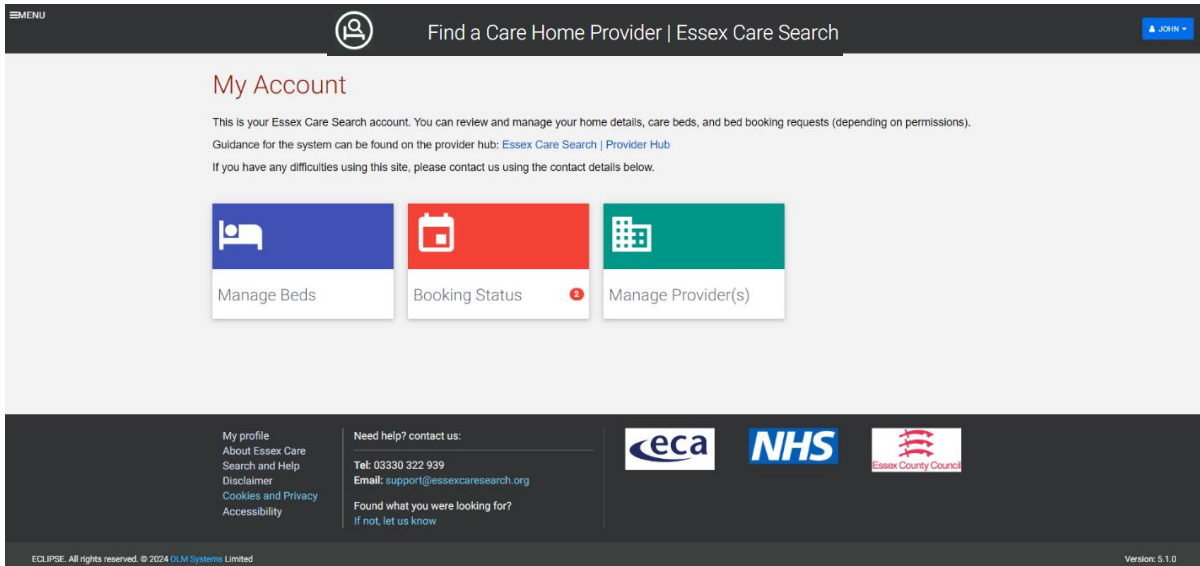 MENU
Find a Care Home Provider | Essex Care Search
JOHN
My Account
This is your Essex Care Search account. You can review and manage your home details, care beds, and bed booking requests (depending on permissions).
Guidance for the system can be found on the provider hub: Essex Care Search | Provider Hub
If you have any difficulties using this site, please contact us using the contact details below.
Manage Beds
Booking Status
2
Manage Provider(s)
My profile
About Essex Care
Search and Help
Disclaimer
Cookies and Privacy
Accessibility
Need help? contact us:
Tel: 03330 322 939
Email: support@essexcaresearch.org
Found what you were looking for?
If not, let us know
eca
NHS
Essex County Council
ECLIPSE. All rights reserved. © 2024 OLM Systems Limited
Version: 5.1.0